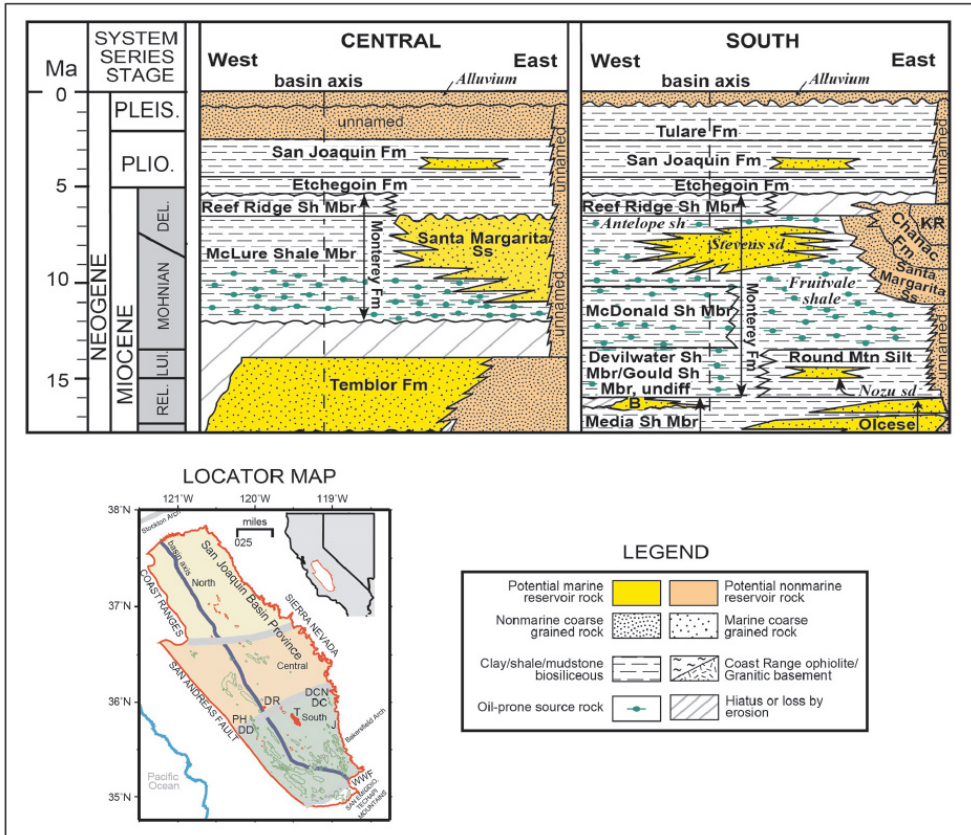 SYSTEM
SERIES
STAGE
Ma
CENTRAL
West
East
basin axis
Alluvium
SOUTH
West
East
basin axis
Alluvium
0
5
10
15
PLEIS.
PLIO.
NEOGENE
MIOCENE
DEL.
MOHNIAN
LUI.
REL.
unnamed
San Joaquin Fm
Etchegoin Fm
Reef Ridge Sh Mbr
McLure Shale Mbr
Monterey Fm
Santa Margarita
Ss
Temblor Fm
unnamed
unnamed
Tulare Fm
San Joaquin Fm
Etchegoin Fm
Reef Ridge Sh Mbr
Antelope sh
Stevens sd
Chanac
Fm
KR
Santa
Margarita
Ss
Fruitvale
shale
McDonald Sh Mbr
Monterey Fm
Devilwater Sh
Mbr/Gould Sh
Mbr, undiff
Round Mtn Silt
Nozu sd
B
Media Sh Mbr
Olcese
unnamed
unnamed
LOCATOR MAP
121°W
120°W
119°W
38°N
37°N
36°N
35°N
miles
025
Stockton Arch
basin axis
North
San Joaquin Basin Province
COAST RANGES
SIERRA NEVADA
Central
SAN ANDREAS FAULT
DCN
DC
DR
T
South
J
PH
DD
Bakersfield Arch
WWF
SAN EMIGDIO,
TECHAPI
MOUNTAINS
Pacific
Ocean
LEGEND
Potential marine
reservoir rock
Potential nonmarine
reservoir rock
Nonmarine coarse
grained rock
Marine coarse
grained rock
Clay/shale/mudstone
biosiliceous
Coast Range ophiolite/
Granitic basement
Oil-prone source rock
Hiatus or loss by
erosion